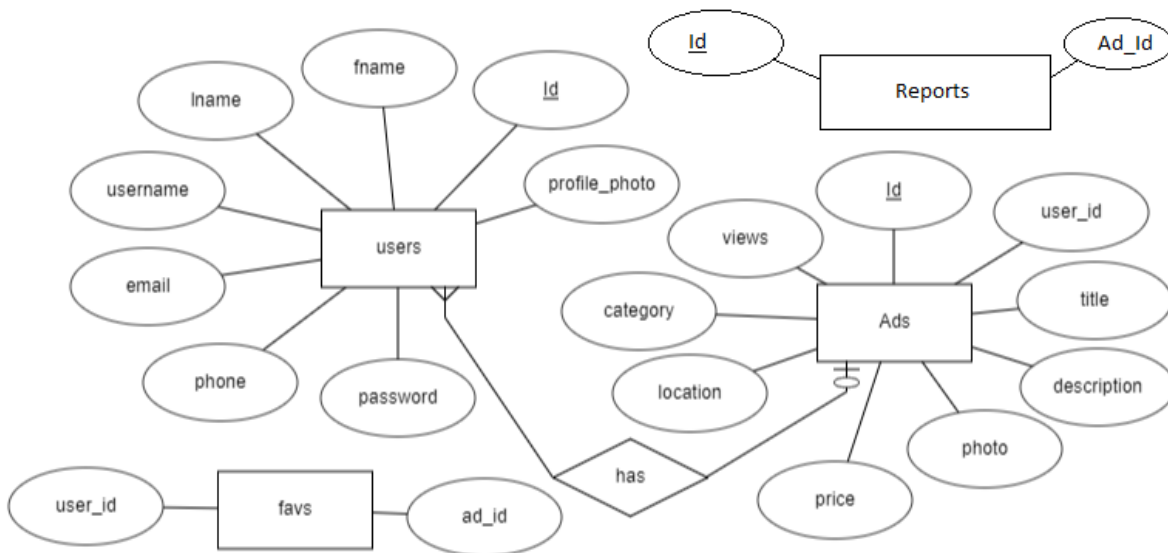 Id
Ad_Id
Reports
fname
Id
lname
profile_photo
username
users
email
phone
password
Id
user_id
views
title
category
Ads
description
location
photo
price
has
user_id
favs
ad_id